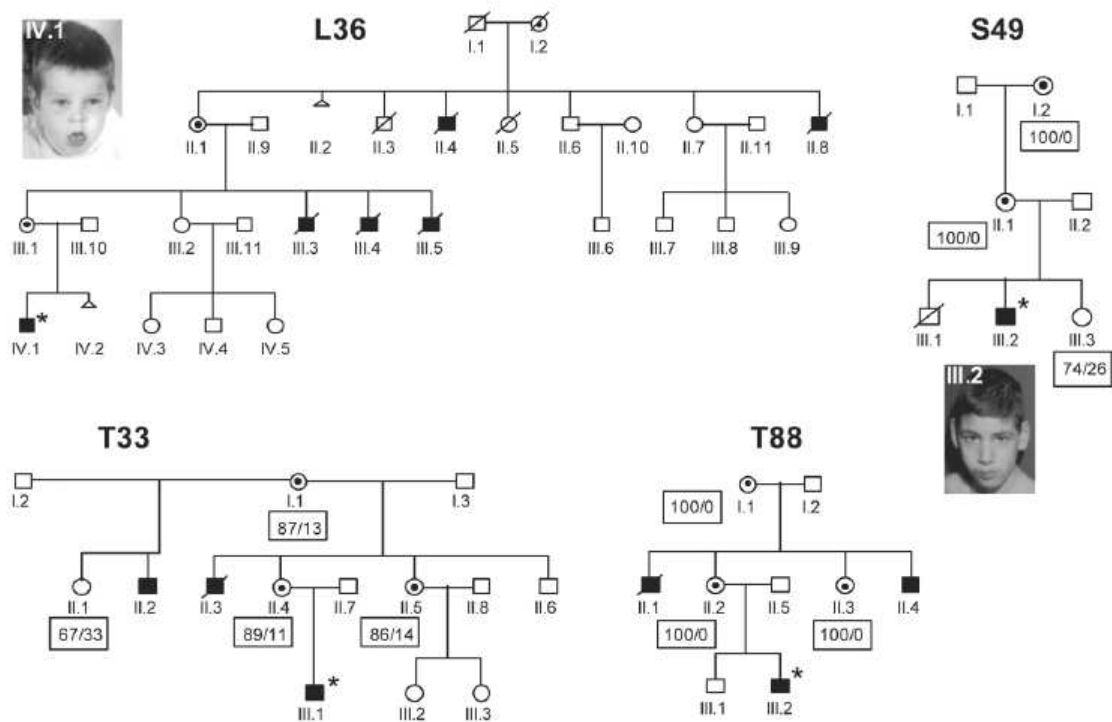 IV.1
L36
I.1 I.2
II.1 II.9 II.2 II.3 II.4 II.5 II.6 II.10 II.7 II.11 II.8
III.1 III.10 III.2 III.11 III.3 III.4 III.5 III.6 III.7 III.8 III.9
* 
IV.1 IV.2 IV.3 IV.4 IV.5
S49
I.1 I.2
100/0
II.1 II.2
100/0
*
III.1 III.2 III.3
74/26
III.2
T33
I.2 I.1 I.3
87/13
II.1 II.2 II.3 II.4 II.7 II.5 II.8 II.6
67/33 89/11 86/14
*
III.1 III.2 III.3
T88
I.1 I.2
100/0
II.1 II.2 II.5 II.3 II.4
100/0 100/0
*
III.1 III.2